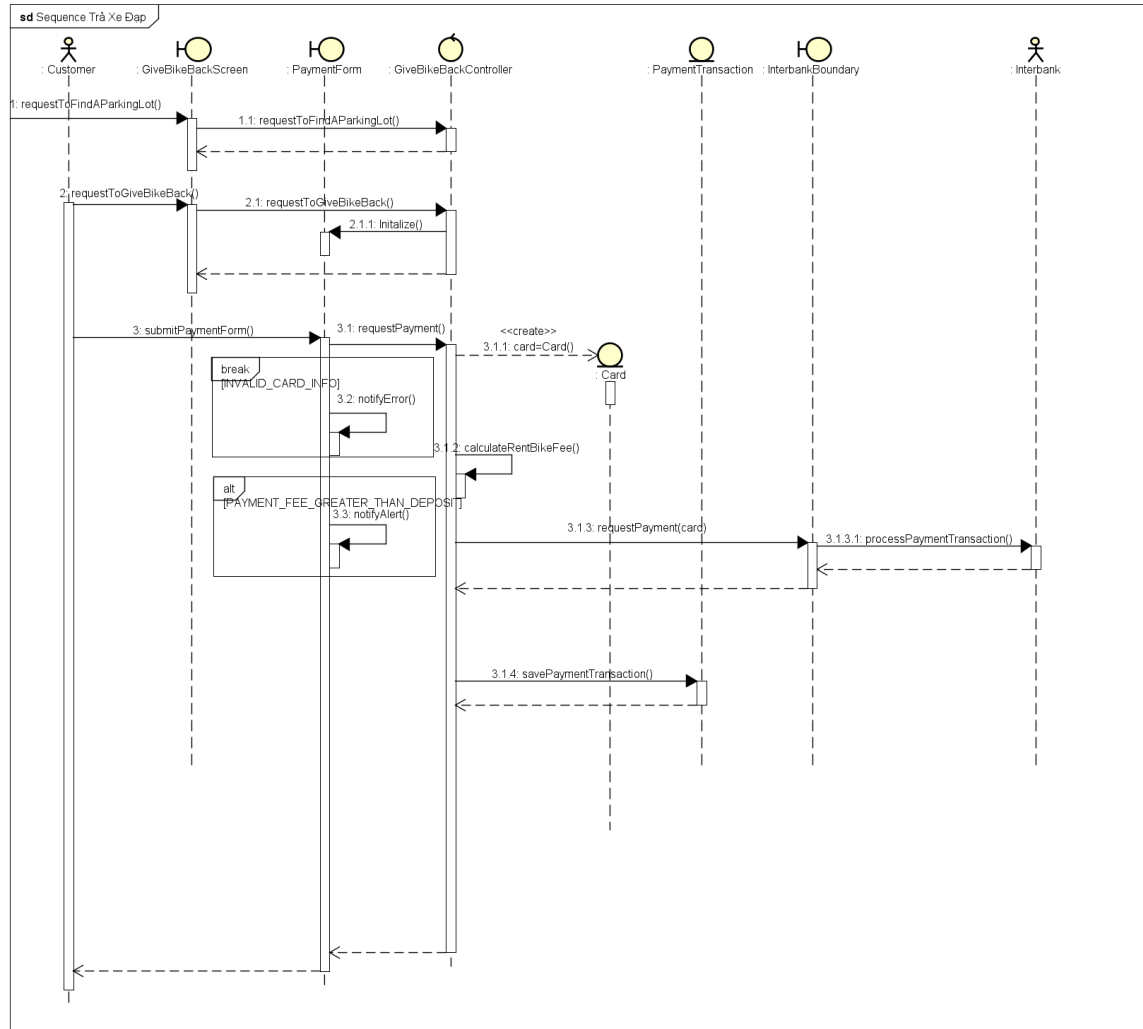 sd Sequence Trả Xe Đạp
: Customer
: GiveBikeBackScreen
: PaymentForm
: GiveBikeBackController
: PaymentTransaction
: InterbankBoundary
: Interbank
1: requestToFindAParkingLot()
1.1: requestToFindAParkingLot()
2: requestToGiveBikeBack()
2.1: requestToGiveBikeBack()
2.1.1: Initalize()
3: submitPaymentForm()
3.1: requestPayment()
<<create>>
3.1.1: card=Card()
: Card
break
[INVALID_CARD_INFO]
3.2: notifyError()
3.1.2: calculateRentBikeFee()
alt
[PAYMENT_FEE_GREATER_THAN_DEPOSIT]
3.3: notifyAlert()
3.1.3: requestPayment(card)
3.1.3.1: processPaymentTransaction()
3.1.4: savePaymentTransaction()